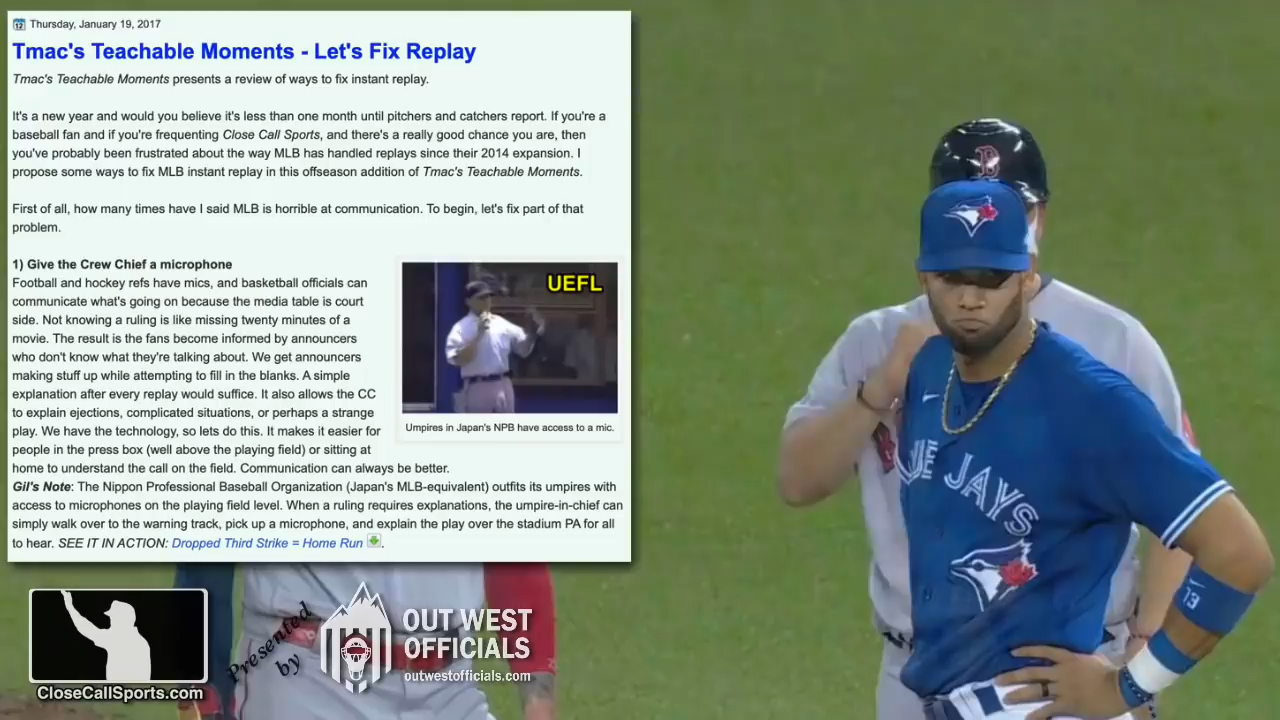 Thursday, January 19, 2017
Tmac's Teachable Moments - Let's Fix Replay
Tmac's Teachable Moments presents a review of ways to fix instant replay.
It's a new year and would you believe it's less than one month until pitchers and catchers report. If you're a
baseball fan and if you're frequenting Close Call Sports, and there's a really good chance you are, then
you've probably been frustrated about the way MLB has handled replays since their 2014 expansion. I
propose some ways to fix MLB instant replay in this offseason addition of Tmac's Teachable Moments.
First of all, how many times have I said MLB is horrible at communication. To begin, let's fix part of that
problem.
1) Give the Crew Chief a microphone
Football and hockey refs have mics, and basketball officials can
communicate what's going on because the media table is court
side. Not knowing a ruling is like missing twenty minutes of a
movie. The result is the fans become informed by announcers
who don't know what they're talking about. We get announcers
making stuff up while attempting to fill in the blanks. A simple
explanation after every replay would suffice. It also allows the CC
to explain ejections, complicated situations, or perhaps a strange
play. We have the technology, so lets do this. It makes it easier for
people in the press box (well above the playing field) or sitting at
home to understand the call on the field. Communication can always be better.
UEFL
Umpires in Japan's NPB have access to a mic.
Gil's Note: The Nippon Professional Baseball Organization (Japan's MLB-equivalent) outfits its umpires with
access to microphones on the playing field level. When a ruling requires explanations, the umpire-in-chief can
simply walk over to the warning track, pick up a microphone, and explain the play over the stadium PA for all
to hear. SEE IT IN ACTION: Dropped Third Strike = Home Run.
CloseCallSports.com
Presented
by
OUT WEST
OFFICIALS
outwestofficials.com
B
JAYS
13